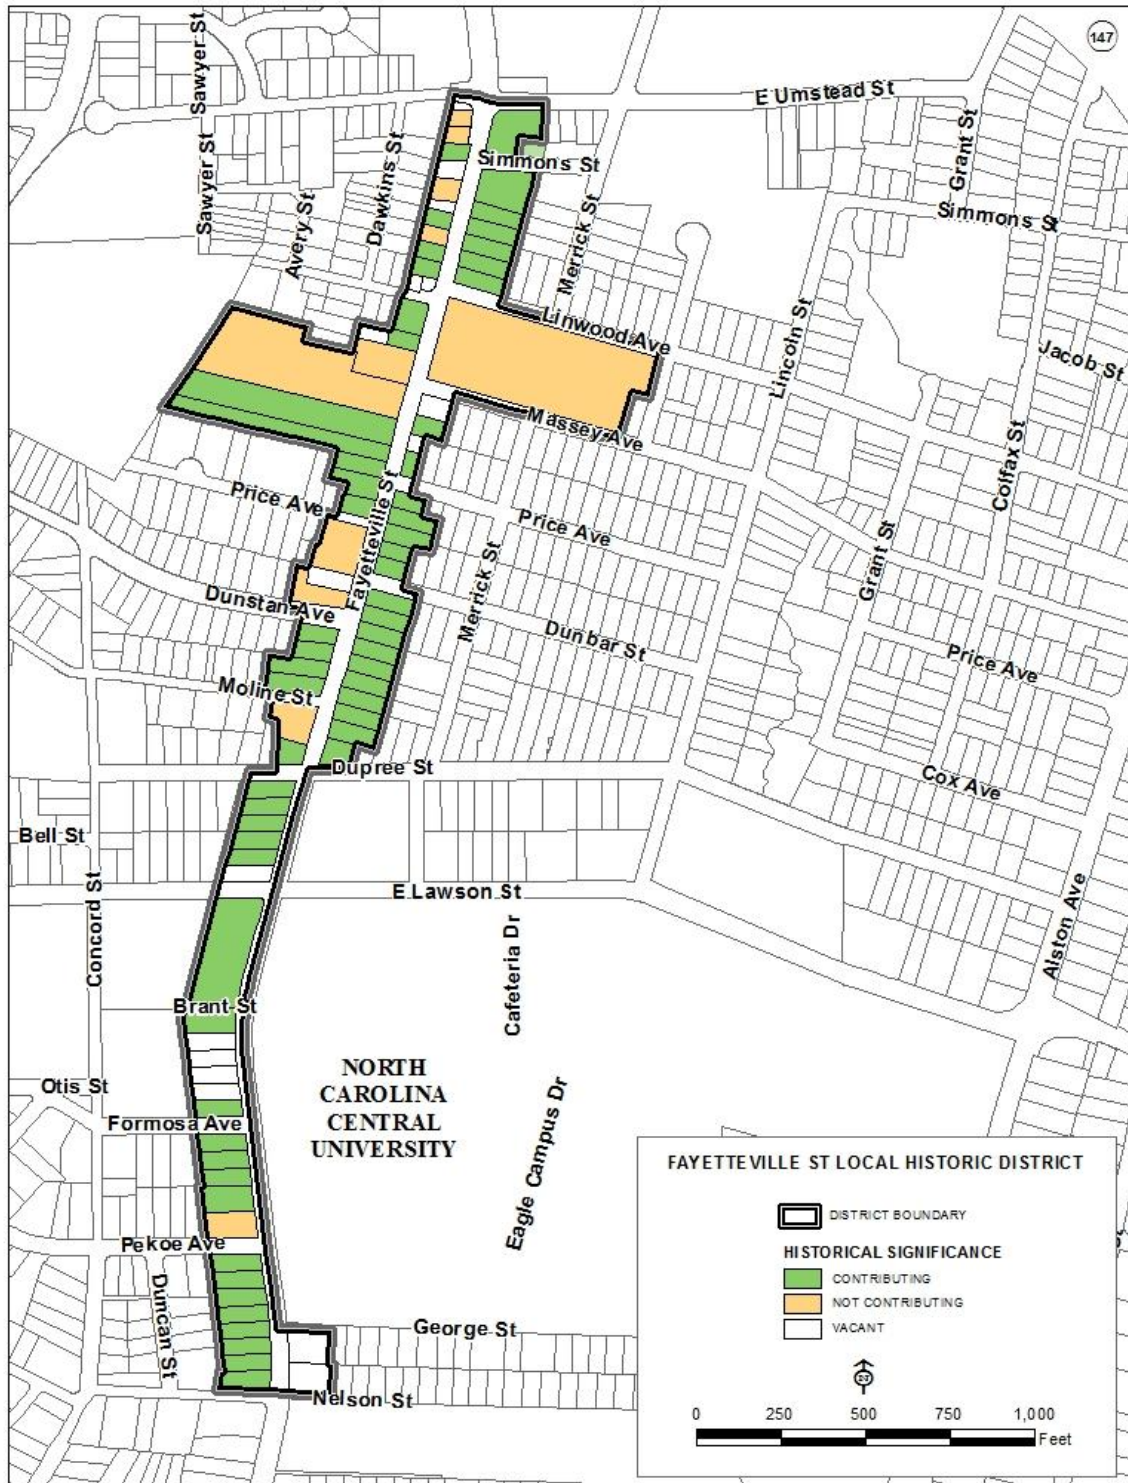 147
E Umstead St
Sawyer St
Sawyer St
Dawkins St
Avery St
Simmons St
Merrick St
Grant St
Simmons St
Linwood Ave
Lincoln St
Jacob St
Massey Ave
Colfax St
Price Ave
Fayetteville St
Price Ave
Merrick St
Grant St
Dunstan Ave
Dunbar St
Price Ave
Moline St
Dupree St
Cox Ave
Bell St
E Lawson St
Concord St
Cafeteria Dr
Alston Ave
Brant St
NORTH
CAROLINA
CENTRAL
UNIVERSITY
Otis St
Formosa Ave
Eagle Campus Dr
Pekoe Ave
Duncan St
George St
Nelson St
FAYETTEVILLE ST LOCAL HISTORIC DISTRICT
DISTRICT BOUNDARY
HISTORICAL SIGNIFICANCE
CONTRIBUTING
NOT CONTRIBUTING
VACANT
0 250 500 750 1,000
Feet